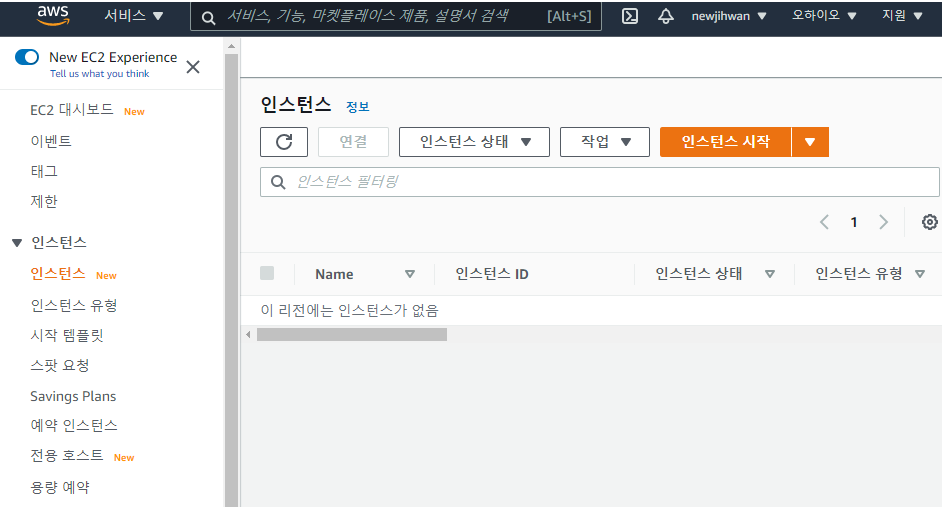 aws 서비스 서비스, 기능, 마켓플레이스 제품, 설명서 검색 [Alt+S] newjihwan 오하이오 지원
New EC2 Experience
Tell us what you think
EC2 대시보드 New
이벤트
태그
제한
인스턴스
인스턴스 New
인스턴스 유형
시작 템플릿
스팟 요청
Savings Plans
예약 인스턴스
전용 호스트 New
용량 예약
인스턴스 정보
연결 인스턴스 상태 작업 인스턴스 시작
인스턴스 필터링
1
Name 인스턴스 ID 인스턴스 상태 인스턴스 유형
이 리전에는 인스턴스가 없음